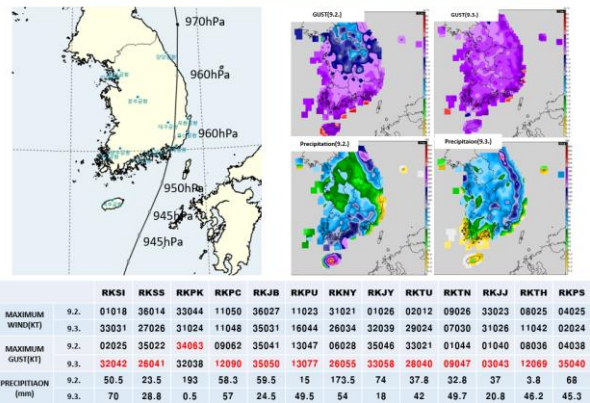 970hPa
960hPa
960hPa
950hPa
945hPa
945hPa
GUST(9.2.)
GUST(9.3.)
Precipitation(9.2.)
Precipitaion(9.3.)
RKSI RKSS RKPK RKPC RKJB RKPU RKNY RKJY RKTU RKTN RKJJ RKTH RKPS
MAXIMUM WIND(KT) 9.2. 01018 36014 33044 11050 36027 11023 31021 01026 02012 09026 33023 08025 04025
9.3. 33031 27026 31024 11048 35031 16044 26034 32039 29024 07030 31026 11042 02024
MAXIMUM GUST(KT) 9.2. 02025 35022 34063 09062 35041 13047 06028 35046 33021 01044 01040 08036 04038
9.3. 32042 26041 32038 12090 35050 13077 26055 33058 28040 09047 03043 12069 35040
PRECIPITIAON (mm) 9.2. 50.5 23.5 193 58.3 59.5 15 173.5 74 37.8 32.8 37 3.8 68
9.3. 70 28.8 0.5 57 24.5 49.5 54 18 42 49.7 20.8 46.2 45.3